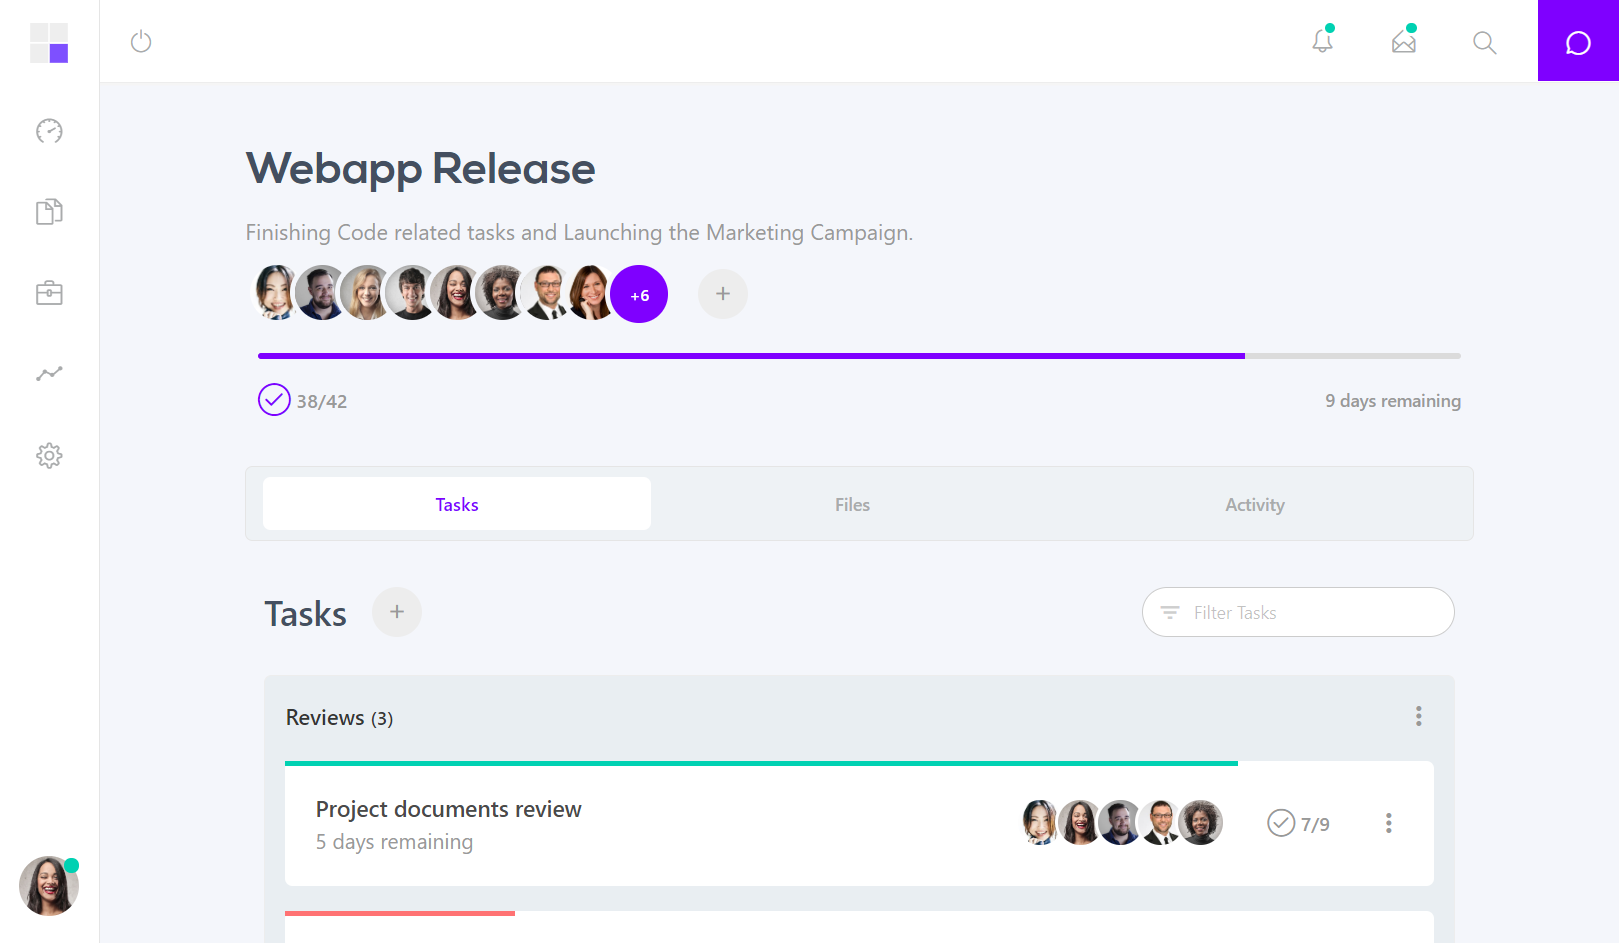 Webapp Release
Finishing Code related tasks and Launching the Marketing Campaign.
+6
38/42
9 days remaining
Tasks
Files
Activity
Tasks
Filter Tasks
Reviews (3)
Project documents review
5 days remaining
7/9